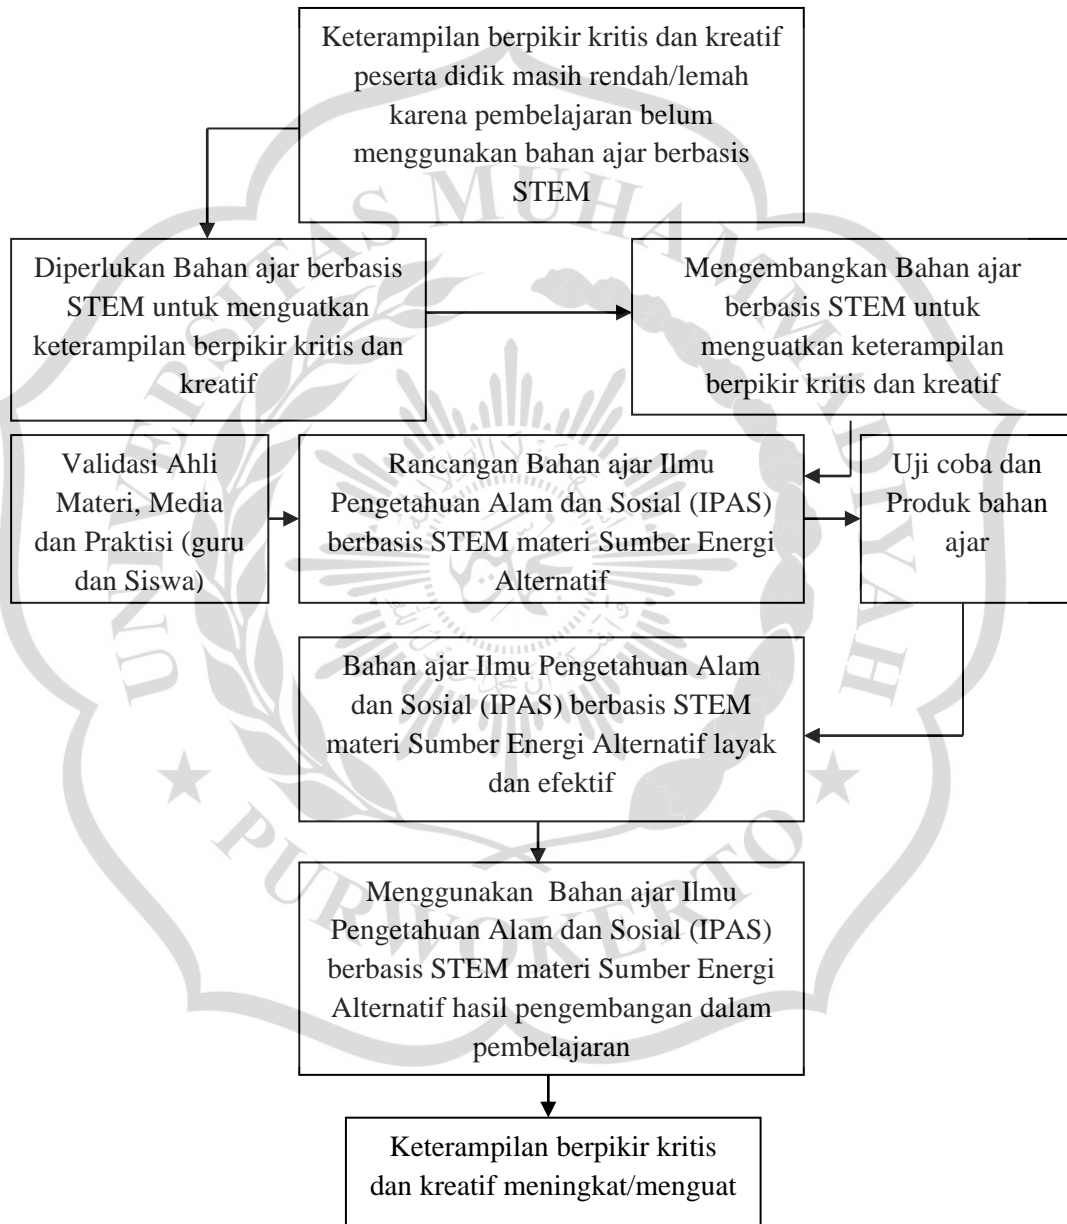 Keterampilan berpikir kritis dan kreatif
peserta didik masih rendah/lemah
karena pembelajaran belum
menggunakan bahan ajar berbasis
STEM
Diperlukan Bahan ajar berbasis
STEM untuk menguatkan
keterampilan berpikir kritis dan
kreatif
Mengembangkan Bahan ajar
berbasis STEM untuk
menguatkan keterampilan
berpikir kritis dan kreatif
Validasi Ahli
Materi, Media
dan Praktisi (guru
dan Siswa)
Rancangan Bahan ajar Ilmu
Pengetahuan Alam dan Sosial (IPAS)
berbasis STEM materi Sumber Energi
Alternatif
Uji coba dan
Produk bahan
ajar
Bahan ajar Ilmu Pengetahuan Alam
dan Sosial (IPAS) berbasis STEM
materi Sumber Energi Alternatif layak
dan efektif
Menggunakan  Bahan ajar Ilmu
Pengetahuan Alam dan Sosial (IPAS)
berbasis STEM materi Sumber Energi
Alternatif hasil pengembangan dalam
pembelajaran
Keterampilan berpikir kritis
dan kreatif meningkat/menguat
UNIVERSITAS MUHAMMADIYAH
PURWOKERTO